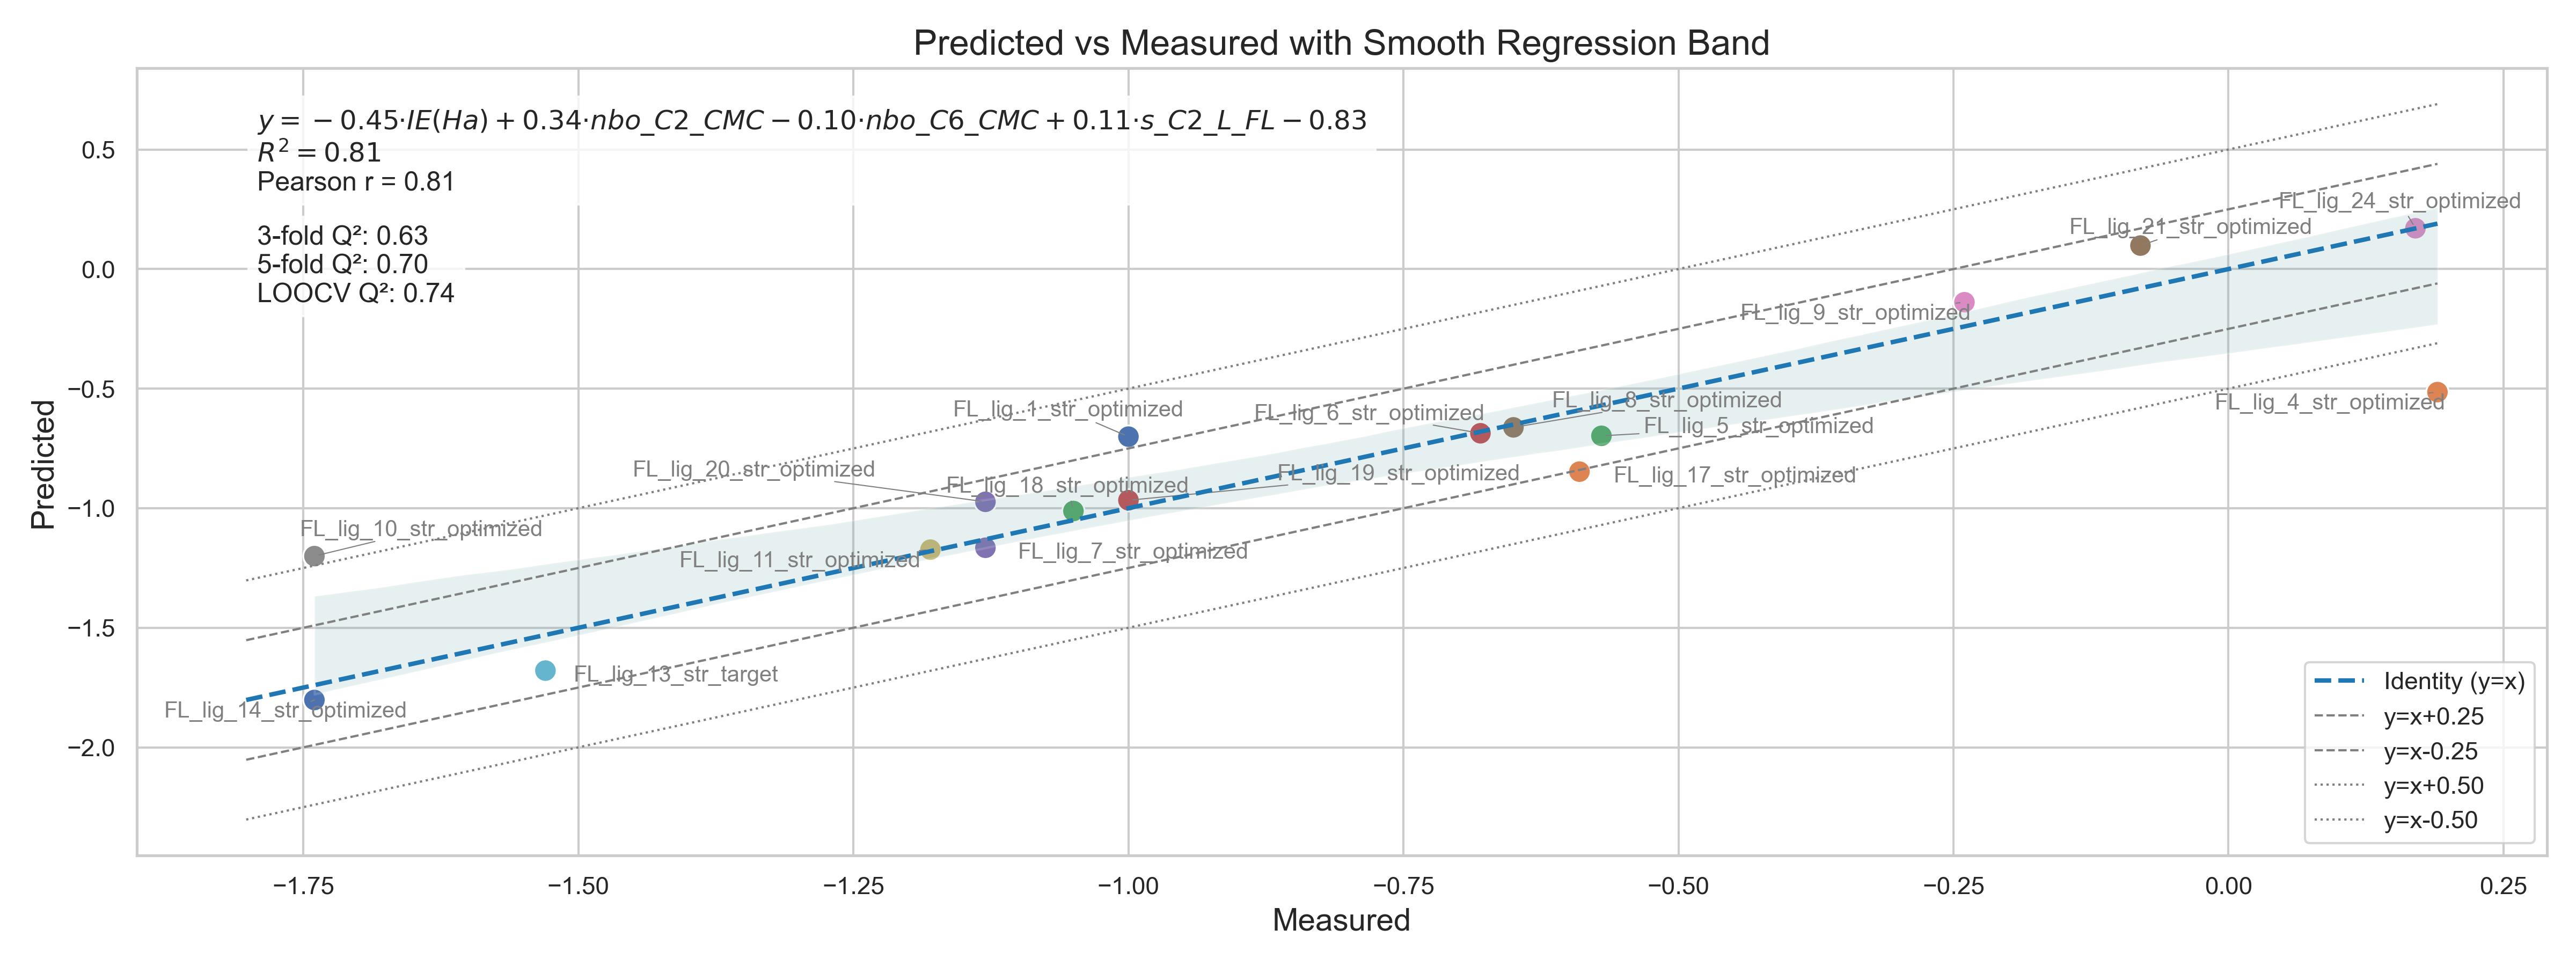 Predicted vs Measured with Smooth Regression Band
y = −0.45·IE(Ha) + 0.34·nbo_C2_CMC − 0.10·nbo_C6_CMC + 0.11·s_C2_L_FL − 0.83
R² = 0.81
Pearson r = 0.81
3-fold Q²: 0.63
5-fold Q²: 0.70
LOOCV Q²: 0.74
0.5
0.0
−0.5
−1.0
−1.5
−2.0
Predicted
FL_lig_24_str_optimized
FL_lig_21_str_optimized
FL_lig_9_str_optimized
FL_lig_4_str_optimized
FL_lig_1_str_optimized
FL_lig_6_str_optimized
FL_lig_8_str_optimized
FL_lig_5_str_optimized
FL_lig_20_str_optimized
FL_lig_18_str_optimized
FL_lig_19_str_optimized
FL_lig_17_str_optimized
FL_lig_10_str_optimized
FL_lig_11_str_optimized
FL_lig_7_str_optimized
FL_lig_13_str_target
FL_lig_14_str_optimized
Identity (y=x)
y=x+0.25
y=x-0.25
y=x+0.50
y=x-0.50
−1.75
−1.50
−1.25
−1.00
−0.75
−0.50
−0.25
0.00
0.25
Measured